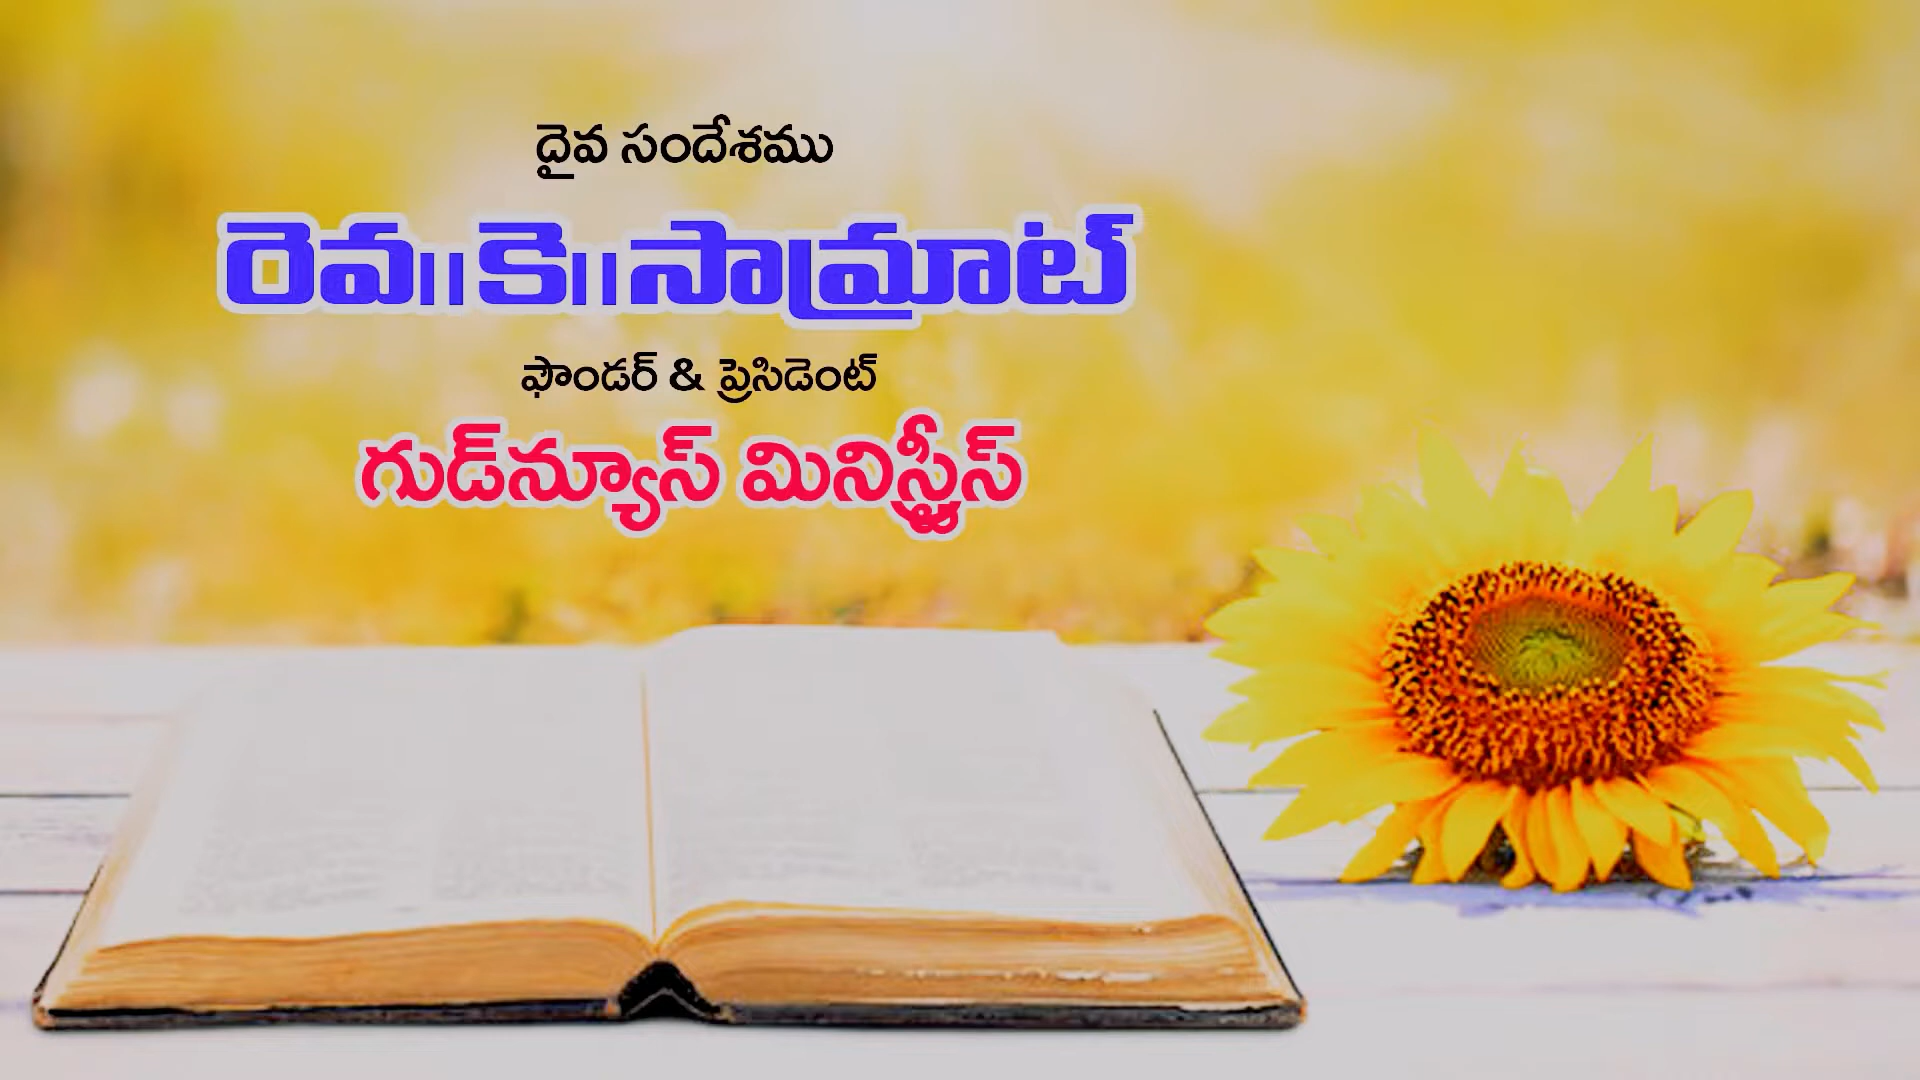 దైవ సందేశము
రెవ||కె||సామ్రాట్
ఫౌండర్ & ప్రెసిడెంట్
గుడ్‌న్యూస్ మినిస్ట్రీస్